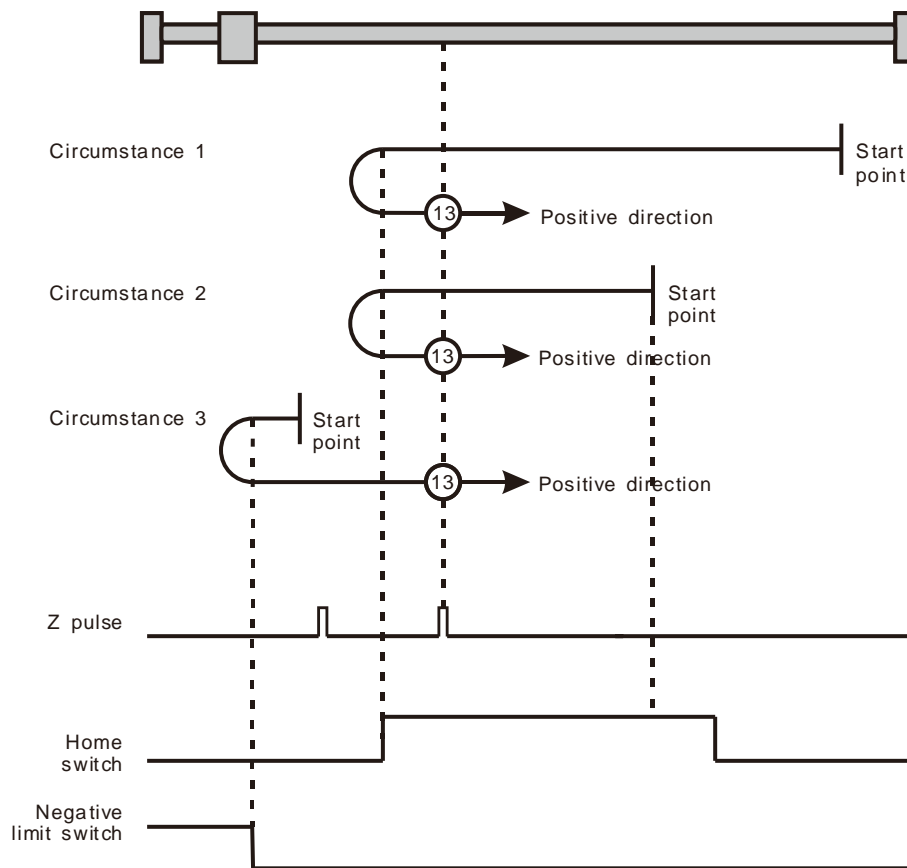 Circumstance 1
Start
point
13
Positive direction
Circumstance 2
Start
point
13
Positive direction
Circumstance 3
Start
point
13
Positive direction
Z pulse
Home
switch
Negative
limit switch